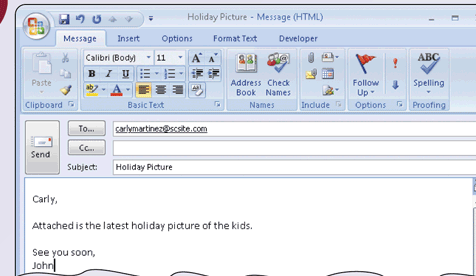 Holiday Picture - Message (HTML)
Message Insert Options Format Text Developer
Calibri (Body) 11 A A
Paste B I U
ab A ABC
Address Book
Check Names
Follow Up
ABC
Spelling
Clipboard Basic Text Names Include Options Proofing
Send
To... carlymartinez@scsite.com
Cc...
Subject: Holiday Picture
Carly,
Attached is the latest holiday picture of the kids.
See you soon,
John